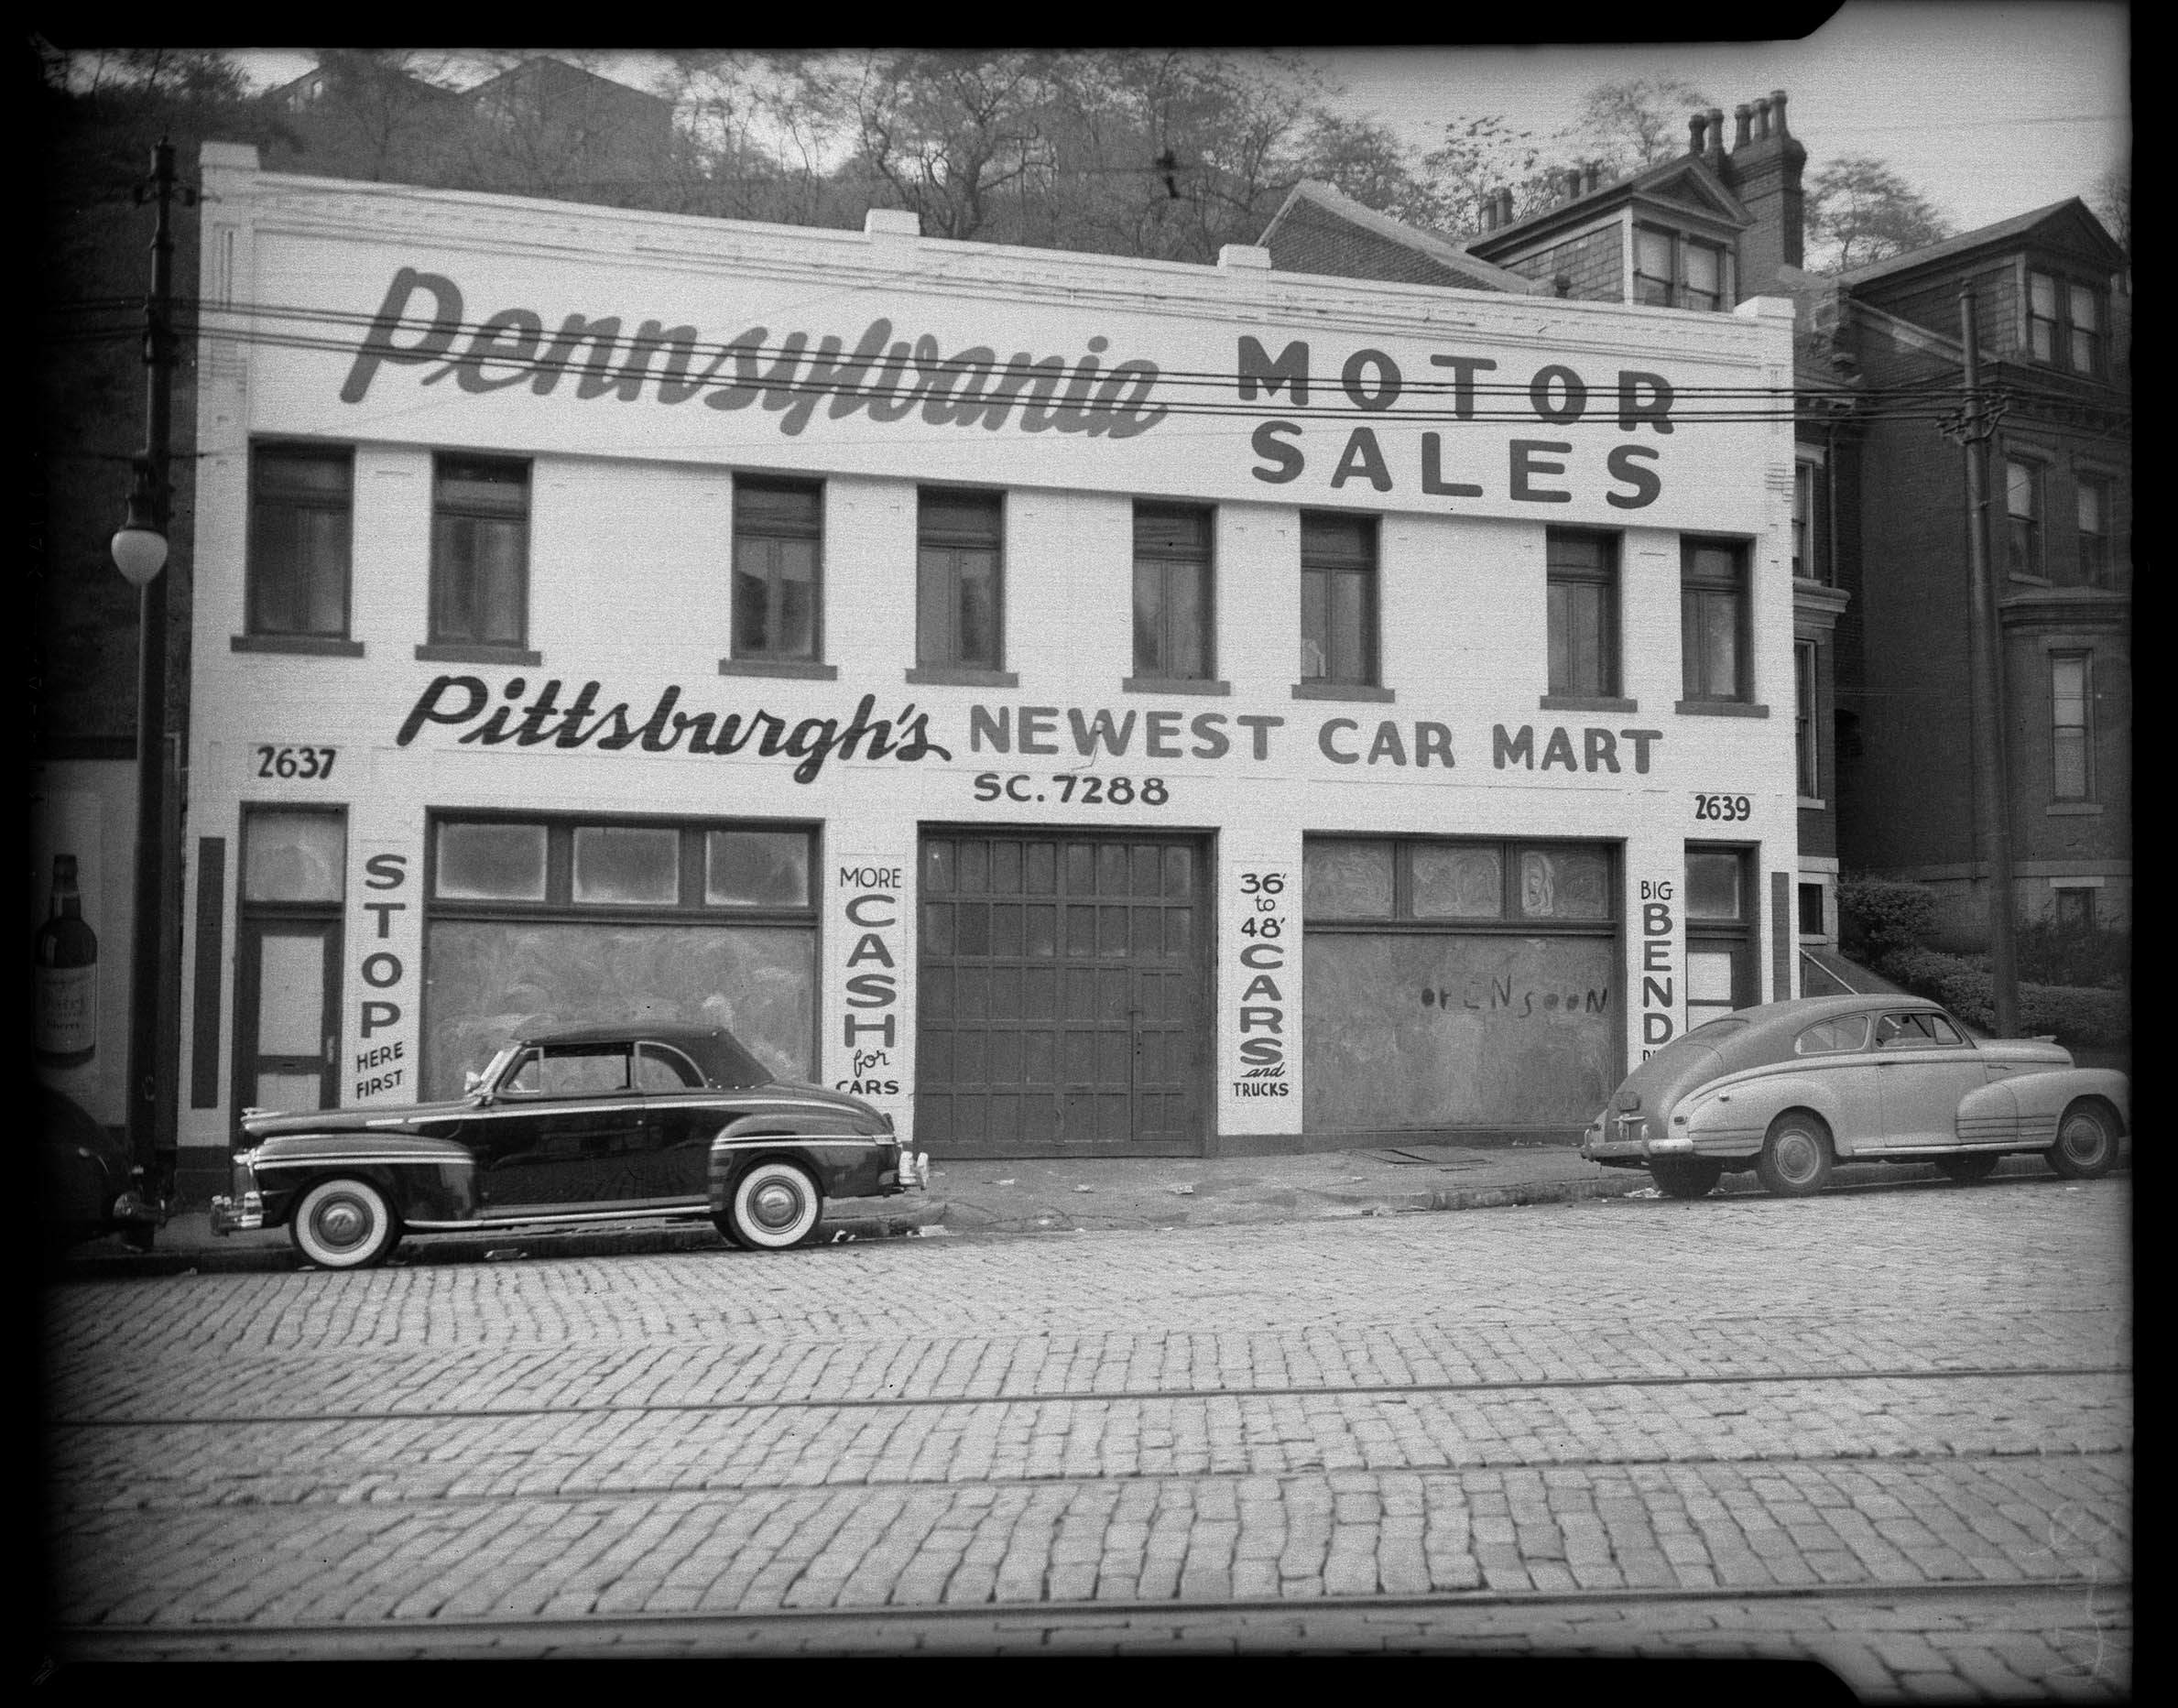 Pennsylvania MOTOR
SALES
Pittsburgh's NEWEST CAR MART
SC. 7288
2637
2639
STOP
HERE
FIRST
MORE
CASH
for
CARS
36'
to
48'
CARS
and
TRUCKS
OPEN SOON
BIG
BEND